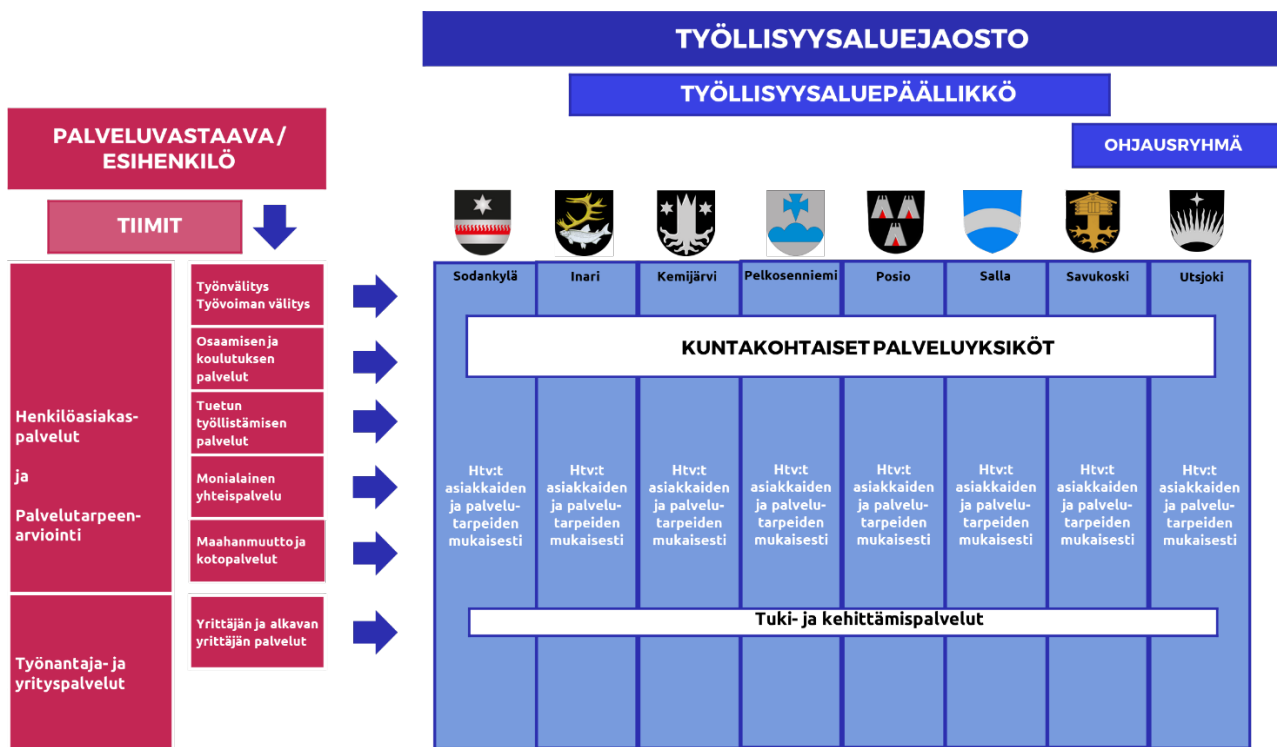 TYÖLLISYYSALUEJAOSTO
TYÖLLISYYSALUEPÄÄLLIKKÖ
OHJAUSRYHMÄ
PALVELUVASTAAVA /
ESIHENKILÖ
TIIMIT
Henkilöasiakas-
palvelut
ja
Palvelutarpeen-
arviointi
Työnantaja- ja
yrityspalvelut
Työnvälitys
Työvoiman välitys
Osaamisen ja
koulutuksen
palvelut
Tuetun
työllistämisen
palvelut
Monialainen
yhteispalvelu
Maahanmuutto ja
kotopalvelut
Yrittäjän ja alkavan
yrittäjän palvelut
Sodankylä
Inari
Kemijärvi
Pelkosenniemi
Posio
Salla
Savukoski
Utsjoki
KUNTAKOHTAISET PALVELUYKSIKÖT
Htv:t
asiakkaiden
ja palvelu-
tarpeiden
mukaisesti
Htv:t
asiakkaiden
ja palvelu-
tarpeiden
mukaisesti
Htv:t
asiakkaiden
ja palvelu-
tarpeiden
mukaisesti
Htv:t
asiakkaiden
ja palvelu-
tarpeiden
mukaisesti
Htv:t
asiakkaiden
ja palvelu-
tarpeiden
mukaisesti
Htv:t
asiakkaiden
ja palvelu-
tarpeiden
mukaisesti
Htv:t
asiakkaiden
ja palvelu-
tarpeiden
mukaisesti
Htv:t
asiakkaiden
ja palvelu-
tarpeiden
mukaisesti
Tuki- ja kehittämispalvelut